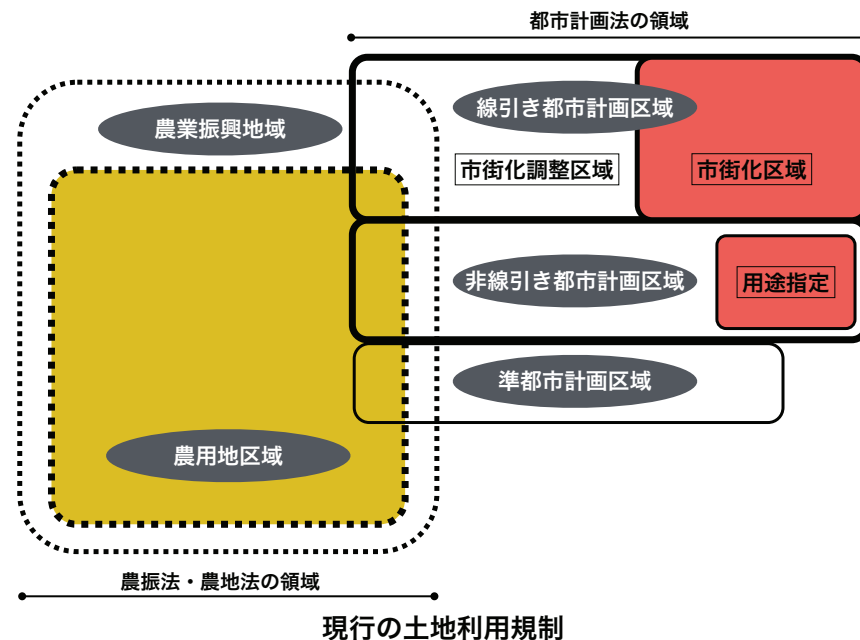 都市計画法の領域
農業振興地域
線引き都市計画区域
市街化調整区域
市街化区域
非線引き都市計画区域
用途指定
準都市計画区域
農用地区域
農振法・農地法の領域
現行の土地利用規制